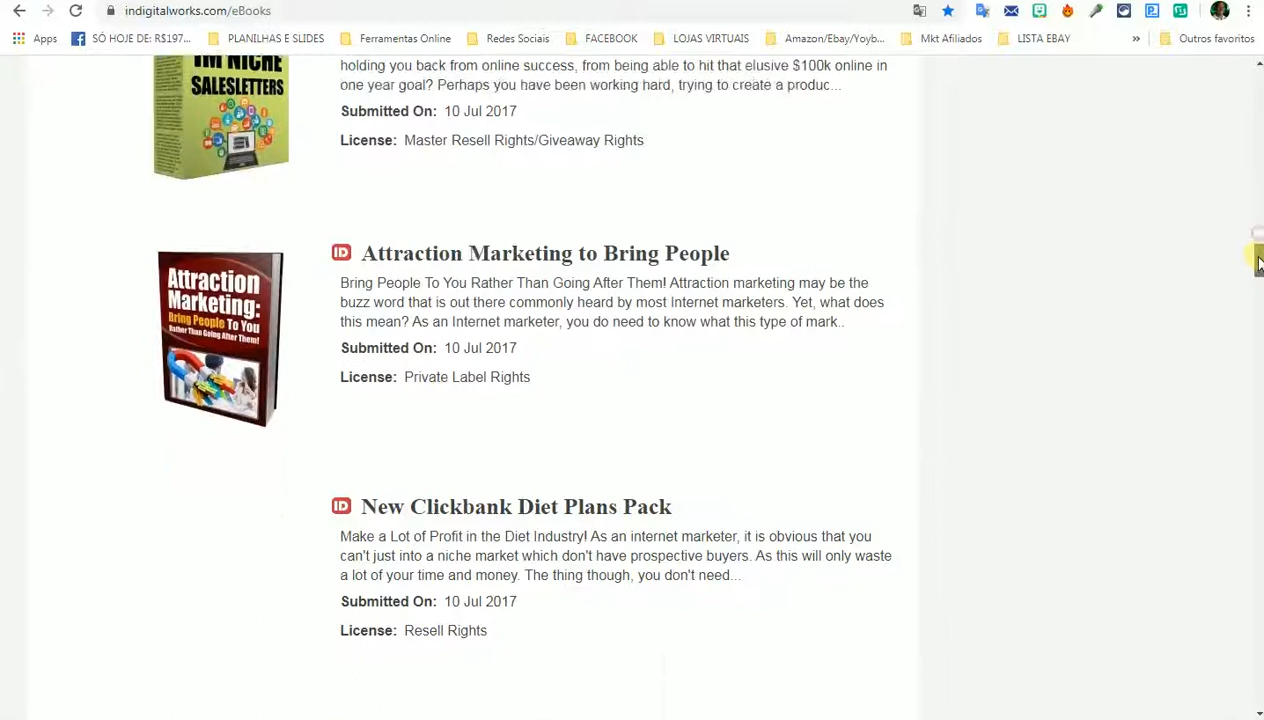 indigitalworks.com/eBooks
Apps SÓ HOJE DE: R$197... PLANILHAS E SLIDES Ferramentas Online Redes Sociais FACEBOOK LOJAS VIRTUAIS Amazon/Ebay/Yoyb... Mkt Afiliados LISTA EBAY » Outros favoritos
IM NICHE
SALESLETTERS
holding you back from online success, from being able to hit that elusive $100k online in
one year goal? Perhaps you have been working hard, trying to create a produc...
Submitted On: 10 Jul 2017
License: Master Resell Rights/Giveaway Rights
Attraction
Marketing:
Bring People To You
Rather Than Going After Them!
ID Attraction Marketing to Bring People
Bring People To You Rather Than Going After Them! Attraction marketing may be the
buzz word that is out there commonly heard by most Internet marketers. Yet, what does
this mean? As an Internet marketer, you do need to know what this type of mark..
Submitted On: 10 Jul 2017
License: Private Label Rights
ID New Clickbank Diet Plans Pack
Make a Lot of Profit in the Diet Industry! As an internet marketer, it is obvious that you
can't just into a niche market which don't have prospective buyers. As this will only waste
a lot of your time and money. The thing though, you don't need...
Submitted On: 10 Jul 2017
License: Resell Rights